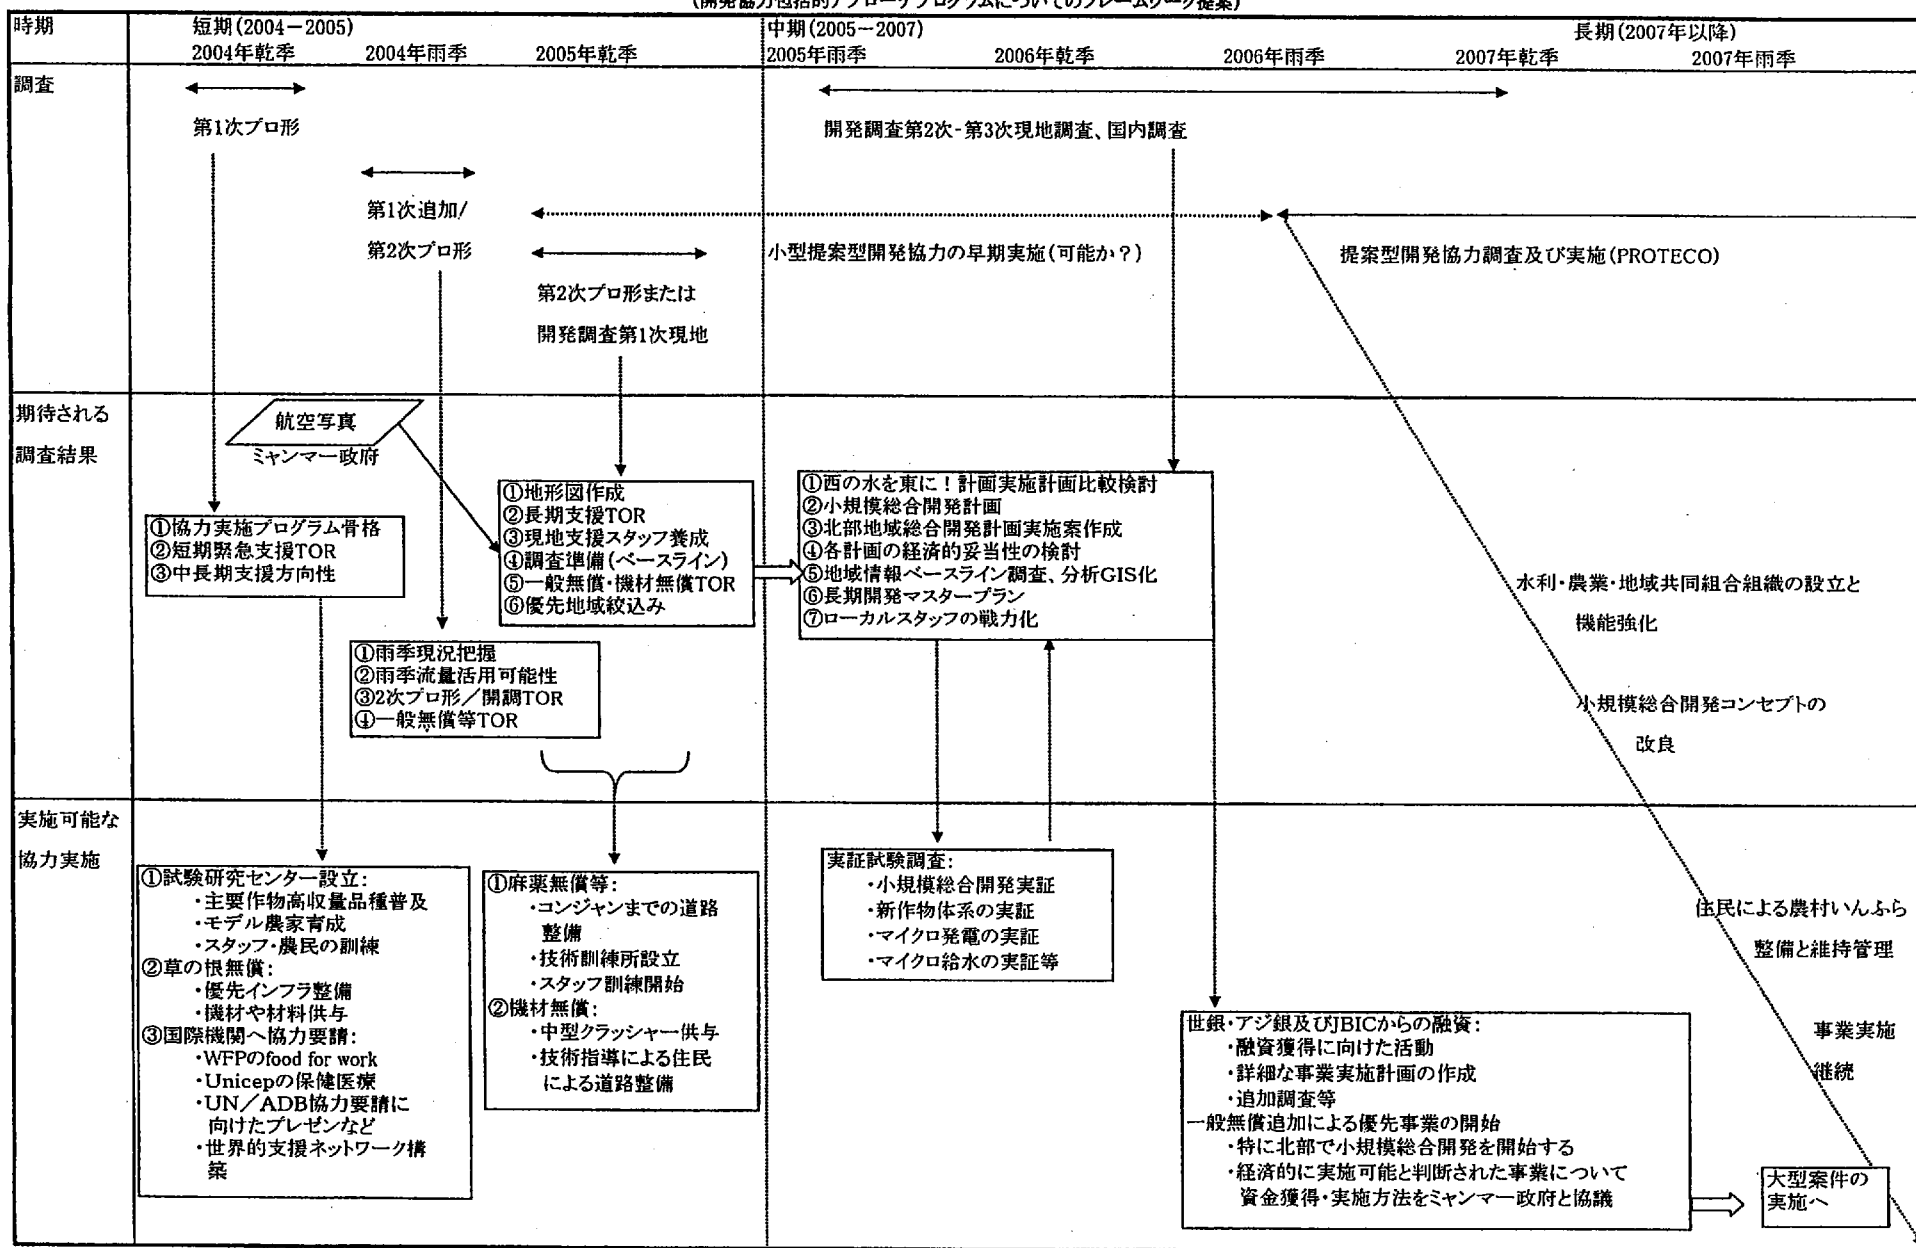 (開発協力包括的アプローチプログラムについてのフレームワーク提案)
時期
短期(2004－2005)
中期(2005－2007)
長期(2007年以降)
2004年乾季
2004年雨季
2005年乾季
2005年雨季
2006年乾季
2006年雨季
2007年乾季
2007年雨季
調査
第1次プロ形
第1次追加/
第2次プロ形
第2次プロ形または
開発調査第1次現地
開発調査第2次-第3次現地調査、国内調査
小型提案型開発協力の早期実施(可能か？)
提案型開発協力調査及び実施(PROTECO)
期待される
調査結果
航空写真
ミャンマー政府
①協力実施プログラム骨格
②短期緊急支援TOR
③中長期支援方向性
①雨季現況把握
②雨季流量活用可能性
③2次プロ形／開調TOR
④一般無償等TOR
①地形図作成
②長期支援TOR
③現地支援スタッフ養成
④調査準備(ベースライン)
⑤一般無償・機材無償TOR
⑥優先地域絞込み
①西の水を東に！計画実施計画比較検討
②小規模総合開発計画
③北部地域総合開発計画実施案作成
④各計画の経済的妥当性の検討
⑤地域情報ベースライン調査、分析GIS化
⑥長期開発マスタープラン
⑦ローカルスタッフの戦力化
水利・農業・地域共同組合組織の設立と
機能強化
小規模総合開発コンセプトの
改良
実施可能な
協力実施
①試験研究センター設立：
・主要作物高収量品種普及
・モデル農家育成
・スタッフ・農民の訓練
②草の根無償：
・優先インフラ整備
・機材や材料供与
③国際機関へ協力要請：
・WFPのfood for work
・Unicepの保健医療
・UN／ADB協力要請に
向けたプレゼンなど
・世界的支援ネットワーク構
築
①麻薬無償等：
・コンジャンまでの道路
整備
・技術訓練所設立
・スタッフ訓練開始
②機材無償：
・中型クラッシャー供与
・技術指導による住民
による道路整備
実証試験調査：
・小規模総合開発実証
・新作物体系の実証
・マイクロ発電の実証
・マイクロ給水の実証等
世銀・アジ銀及びJBICからの融資：
・融資獲得に向けた活動
・詳細な事業実施計画の作成
・追加調査等
一般無償追加による優先事業の開始
・特に北部で小規模総合開発を開始する
・経済的に実施可能と判断された事業について
資金獲得・実施方法をミャンマー政府と協議
住民による農村いんふら
整備と維持管理
事業実施
継続
大型案件の
実施へ